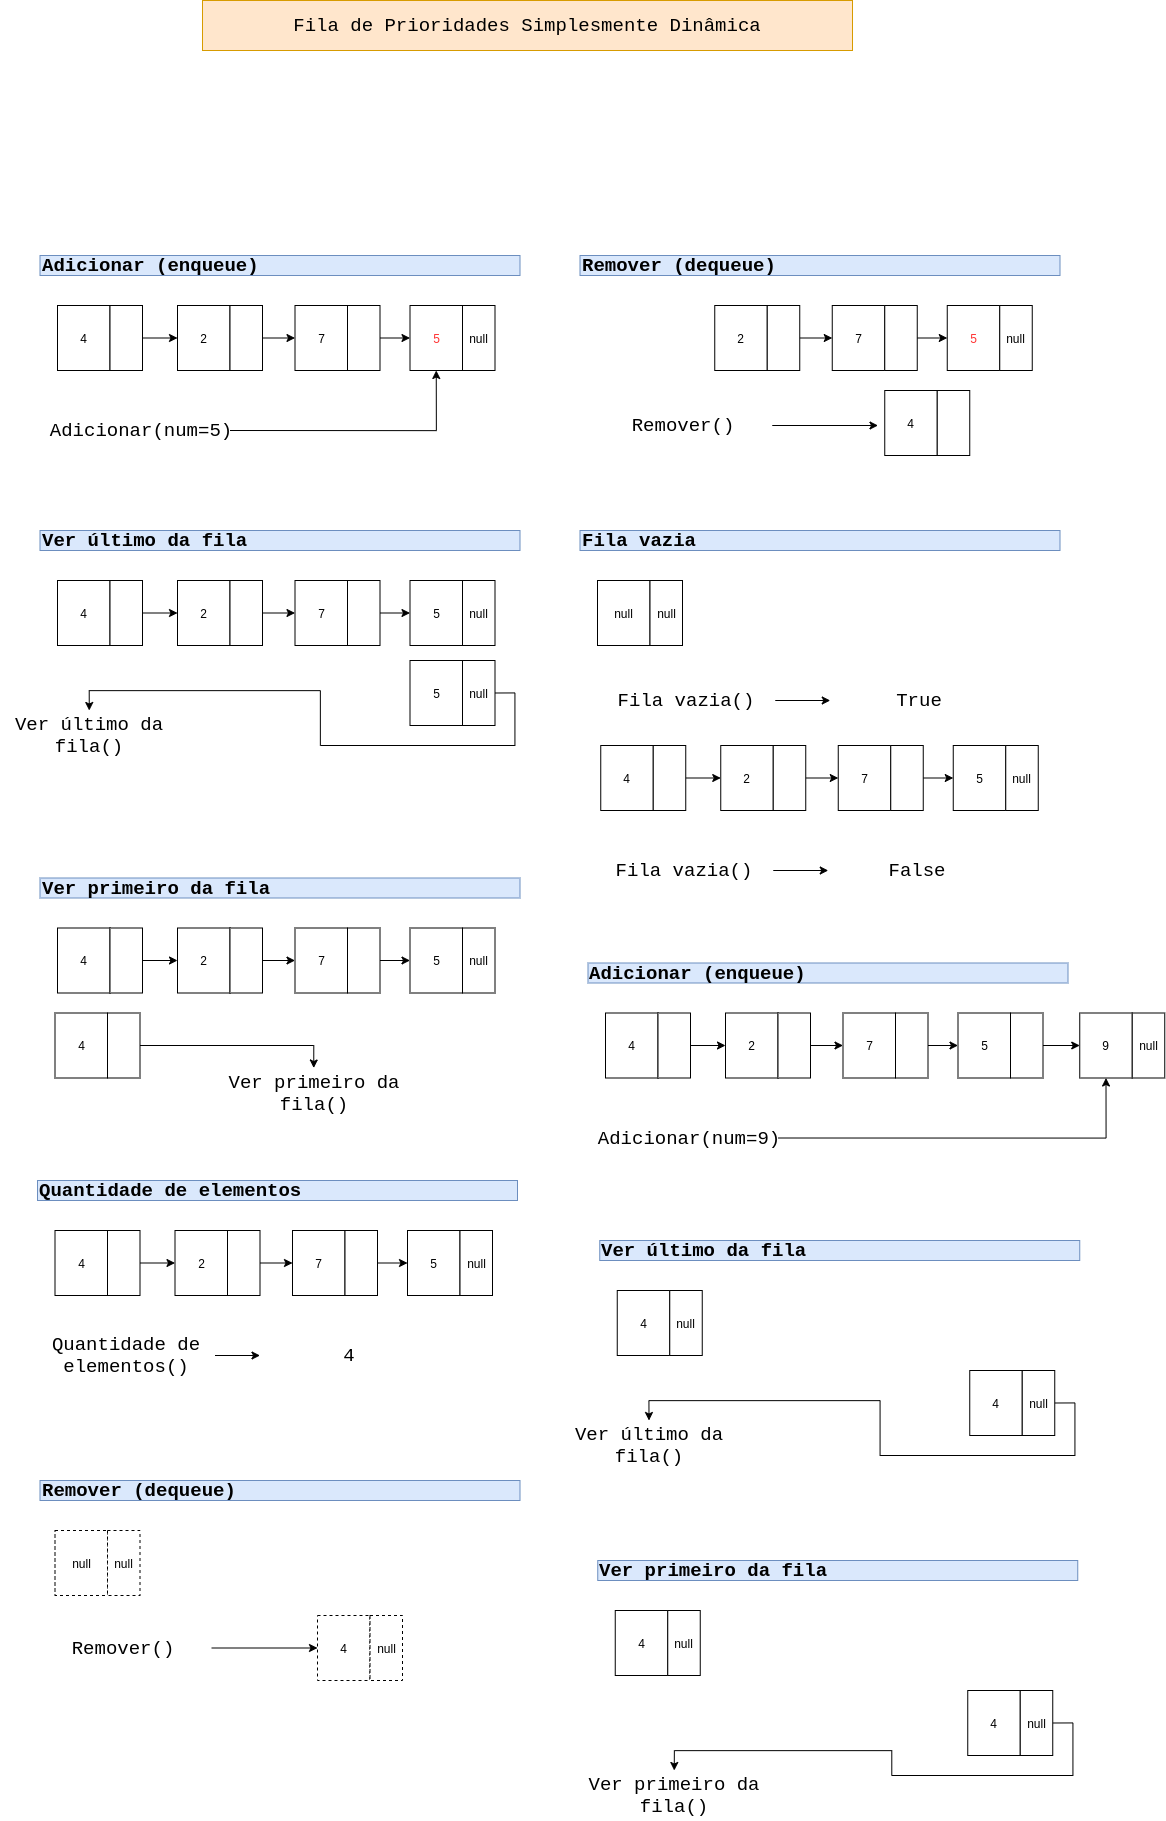 Fila de Prioridades Simplesmente Dinâmica
Adicionar (enqueue)
4 2 7 5 null
Adicionar(num=5)
Remover (dequeue)
2 7 5 null
4
Remover()
Ver último da fila
4 2 7 5 null
5 null
Ver último da
fila()
Fila vazia
null null
Fila vazia() True
4 2 7 5 null
Fila vazia() False
Ver primeiro da fila
4 2 7 5 null
4
Ver primeiro da
fila()
Adicionar (enqueue)
4 2 7 5 9 null
Adicionar(num=9)
Quantidade de elementos
4 2 7 5 null
Quantidade de
elementos()
4
Ver último da fila
4 null
4 null
Ver último da
fila()
Remover (dequeue)
null null
4 null
Remover()
Ver primeiro da fila
4 null
4 null
Ver primeiro da
fila()